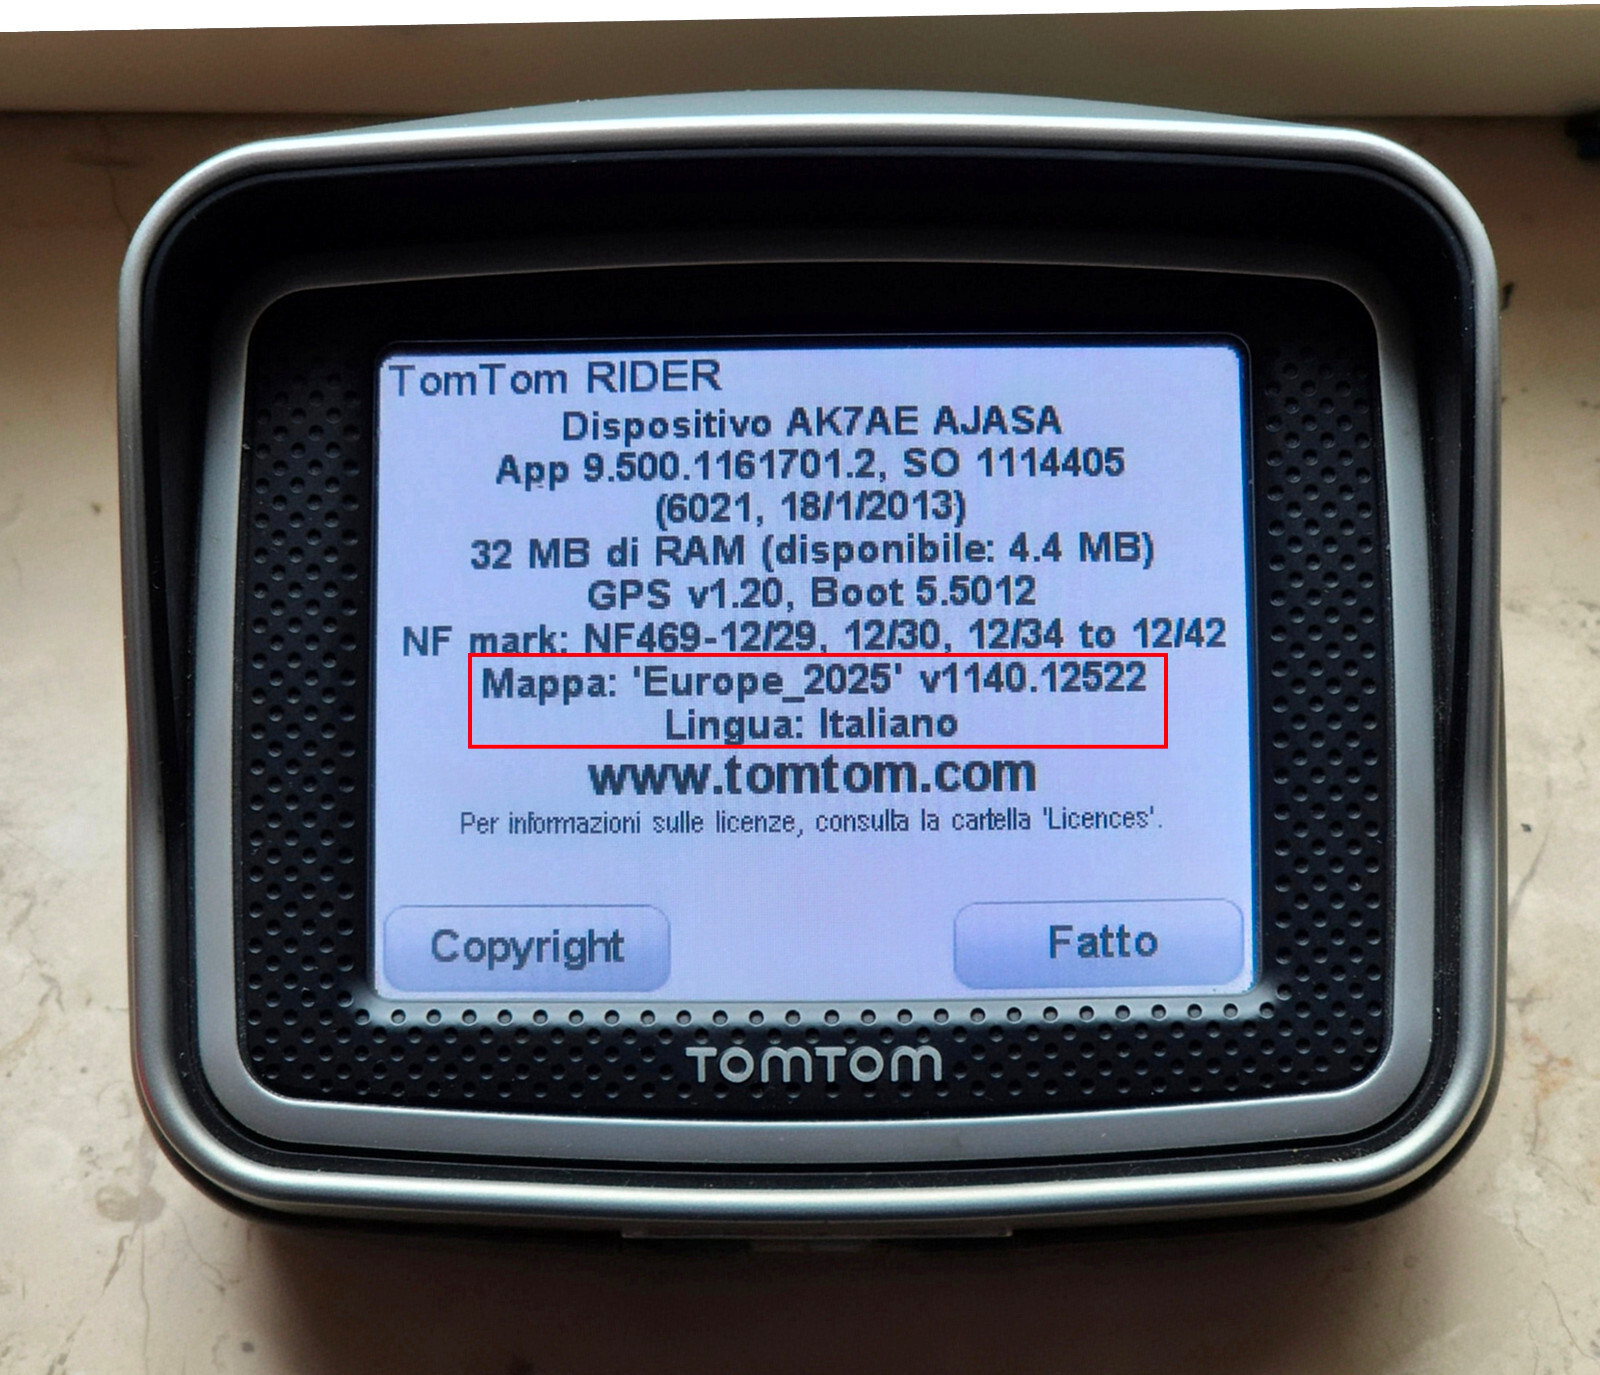 TomTom RIDER
Dispositivo AK7AE AJASA
App 9.500.1161701.2, SO 1114405
(6021, 18/1/2013)
32 MB di RAM (disponibile: 4.4 MB)
GPS v1.20, Boot 5.5012
NF mark: NF469-12/29, 12/30, 12/34 to 12/42
Mappa: 'Europe_2025' v1140.12522
Lingua: Italiano
www.tomtom.com
Per informazioni sulle licenze, consulta la cartella 'Licences'.
Copyright
Fatto
TOMTOM